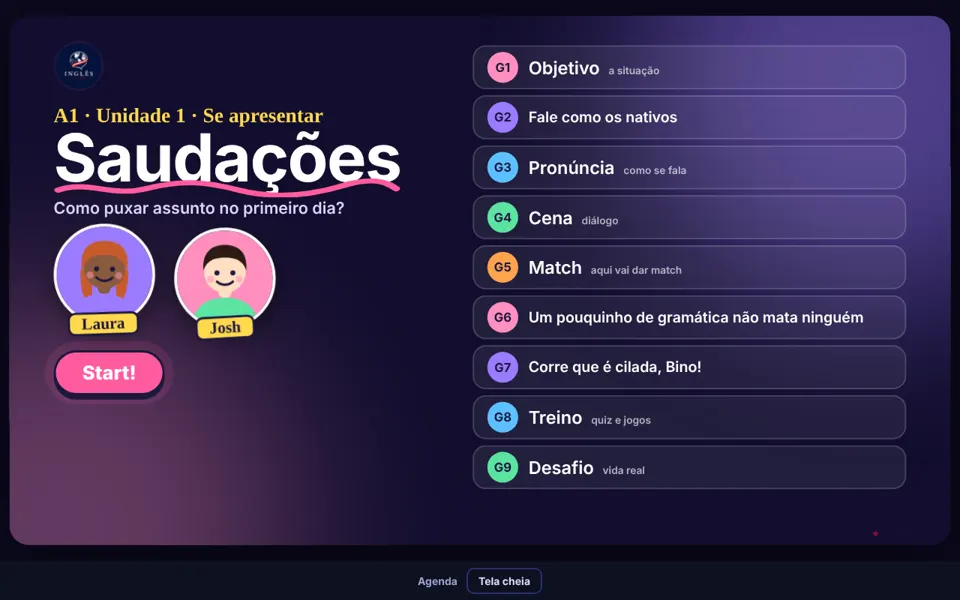 INGLÊS
A1 · Unidade 1 · Se apresentar
Saudações
Como puxar assunto no primeiro dia?
Laura
Josh
Start!
G1 Objetivo a situação
G2 Fale como os nativos
G3 Pronúncia como se fala
G4 Cena diálogo
G5 Match aqui vai dar match
G6 Um pouquinho de gramática não mata ninguém
G7 Corre que é cilada, Bino!
G8 Treino quiz e jogos
G9 Desafio vida real
Agenda Tela cheia